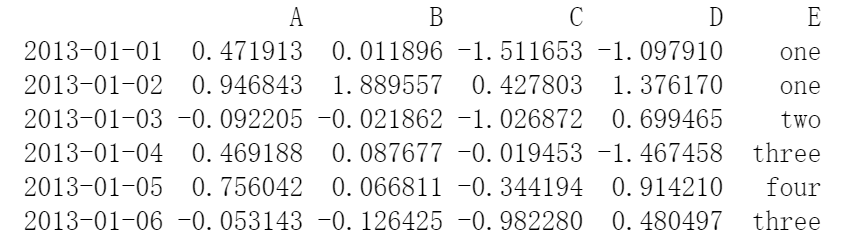 A B C D E
2013-01-01 0.471913 0.011896 -1.511653 -1.097910 one
2013-01-02 0.946843 1.889557 0.427803 1.376170 one
2013-01-03 -0.092205 -0.021862 -1.026872 0.699465 two
2013-01-04 0.469188 0.087677 -0.019453 -1.467458 three
2013-01-05 0.756042 0.066811 -0.344194 0.914210 four
2013-01-06 -0.053143 -0.126425 -0.982280 0.480497 three